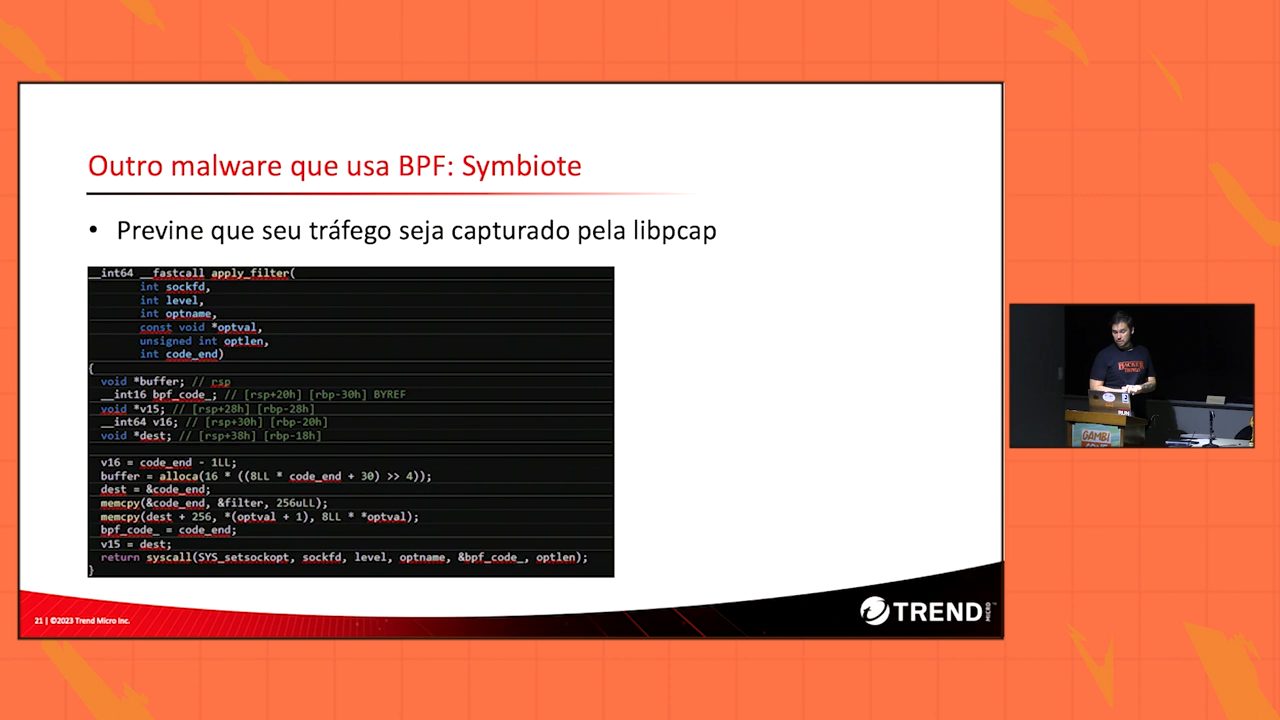 Outro malware que usa BPF: Symbiote
• Previne que seu tráfego seja capturado pela libpcap
__int64 __fastcall apply_filter(
int sockfd,
int level,
int optname,
const void *optval,
unsigned int optlen,
int code_end)
{
void *buffer; // rsp
__int16 bpf_code_; // [rsp+20h] [rbp-30h] BYREF
void *v15; // [rsp+28h] [rbp-28h]
__int64 v16; // [rsp+30h] [rbp-20h]
void *dest; // [rsp+38h] [rbp-18h]
v16 = code_end - 1LL;
buffer = alloca(16 * ((8LL * code_end + 30) >> 4));
dest = &code_end;
memcpy(&code_end, &filter, 256uLL);
memcpy(dest + 256, *(optval + 1), 8LL * *optval);
bpf_code_ = code_end;
v15 = dest;
return syscall(SYS_setsockopt, sockfd, level, optname, &bpf_code_, optlen);
}
21 | ©2023 Trend Micro Inc.
TREND MICRO
HACKER
RUN
GAMBI